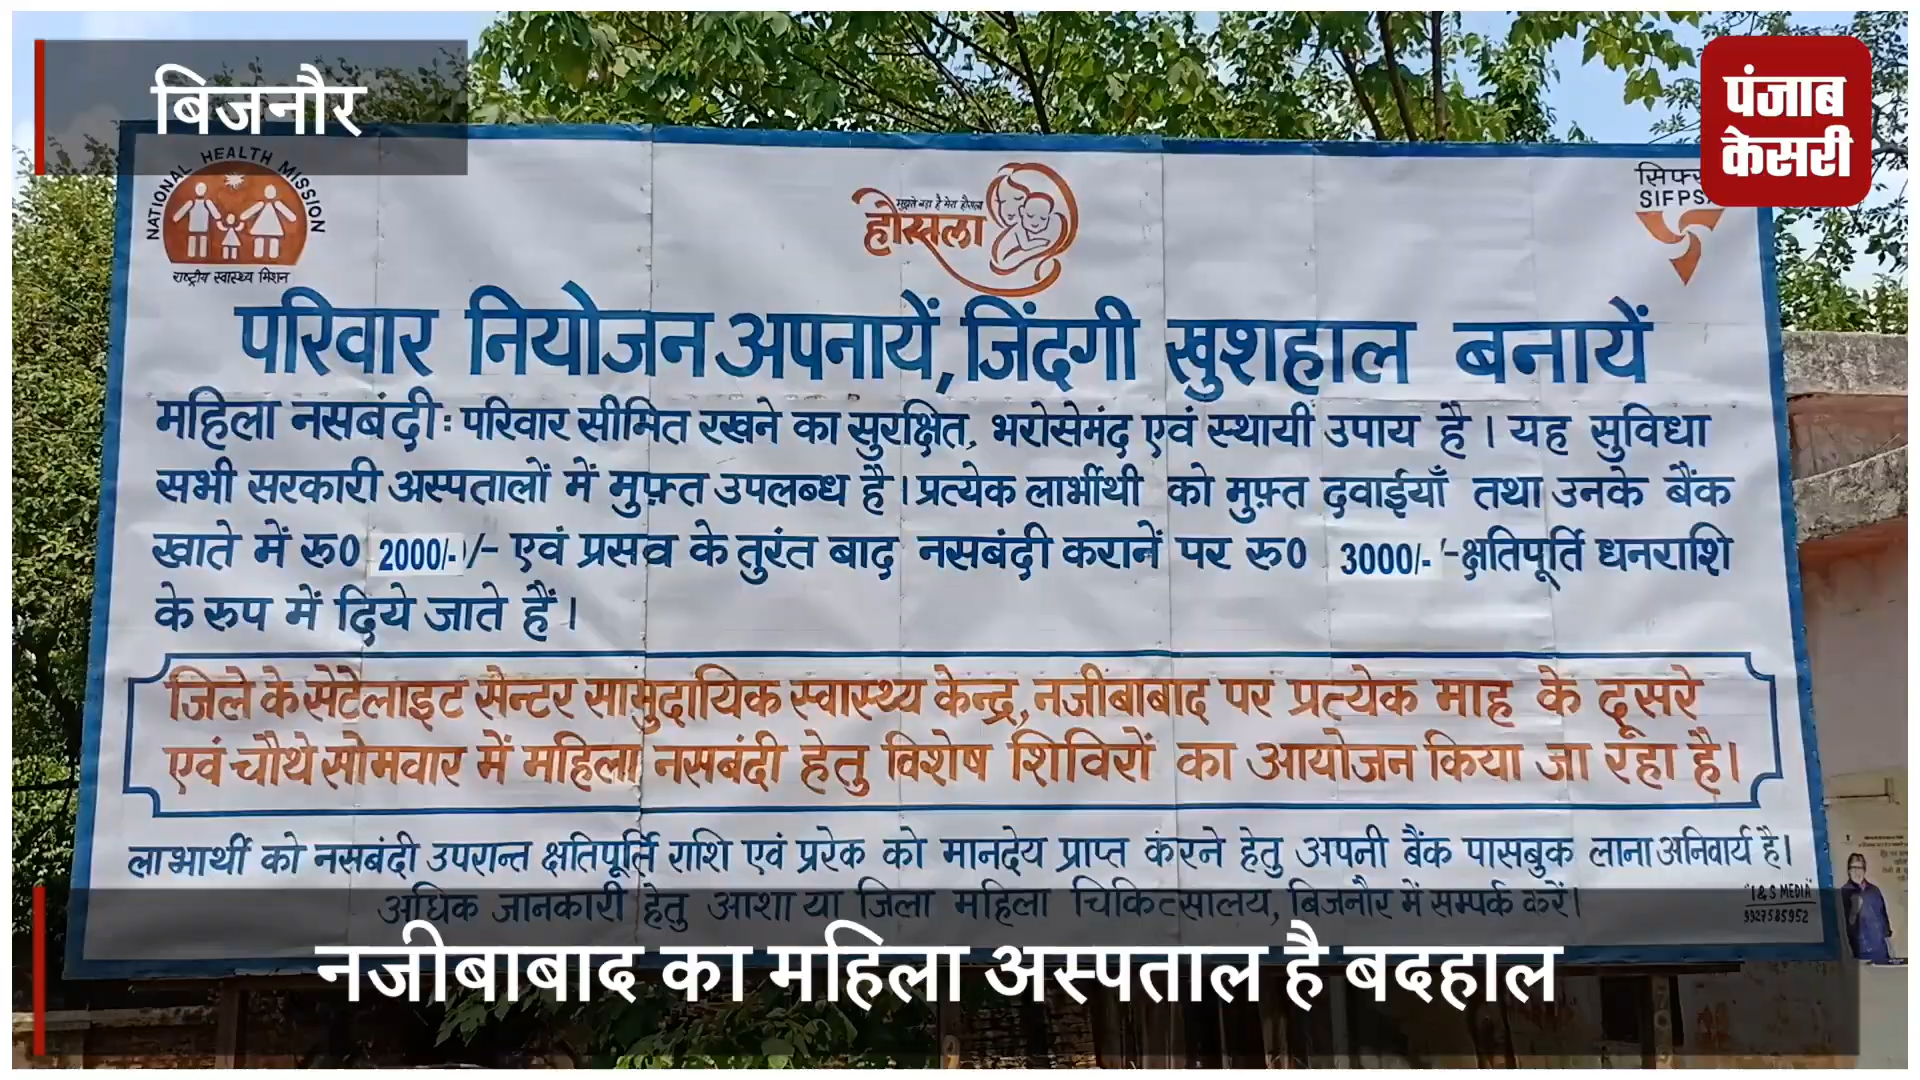 बिजनौर
पंजाब
केसरी
NATIONAL HEALTH MISSION
राष्ट्रीय स्वास्थ्य मिशन
हौसला
SIFPS
परिवार नियोजन अपनायें, जिंदगी खुशहाल बनायें
महिला नसबंदी: परिवार सीमित रखने का सुरक्षित, भरोसेमंद एवं स्थायी उपाय है। यह सुविधा
सभी सरकारी अस्पतालों में मुफ़्त उपलब्ध है। प्रत्येक लार्भीथी को मुफ़्त दवाईयाँ तथा उनके बैंक
खाते में रू0 2000/- /- एवं प्रसव के तुरंत बाद नसबंदी करानें पर रू0 3000/- -क्षतिपूर्ति धनराशि
के रुप में दिये जाते हैं।
जिले के सेटेलाइट सेन्टर सामुदायिक स्वास्थ्य केन्द्र, नजीबाबाद पर प्रत्येक माह के दूसरे
एवं चौथे सोमवार में महिला नसबंदी हेतु विशेष शिविरों का आयोजन किया जा रहा है।
लाभार्थी को नसबंदी उपरान्त क्षतिपूर्ति राशि एवं प्ररेक को मानदेय प्राप्त करने हेतु अपनी बैंक पासबुक लाना अनिवार्य है।
अधिक जानकारी हेतु आशा या जिला महिला चिकित्सालय, बिजनौर में सम्पर्क करें।
"I&S MEDIA"
9927585952
नजीबाबाद का महिला अस्पताल है बदहाल